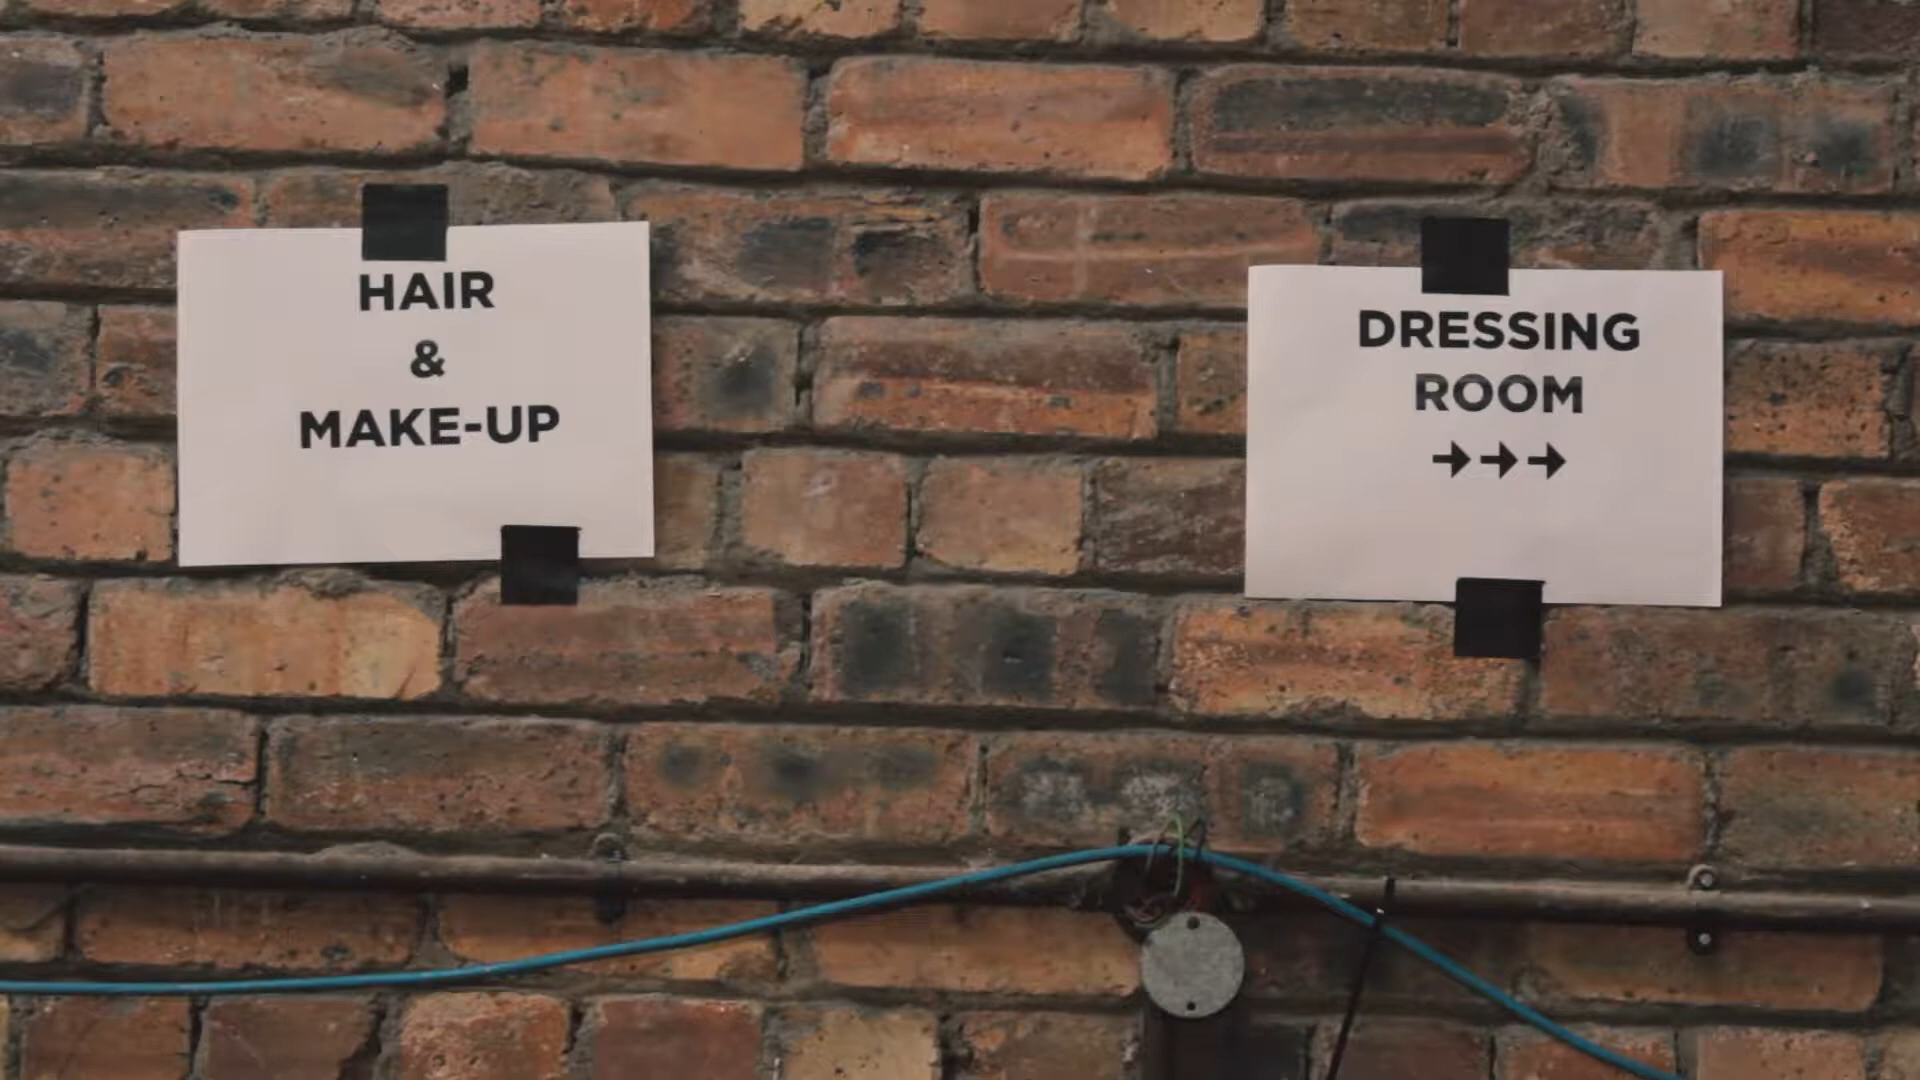 HAIR
&
MAKE-UP
DRESSING
ROOM
→→→